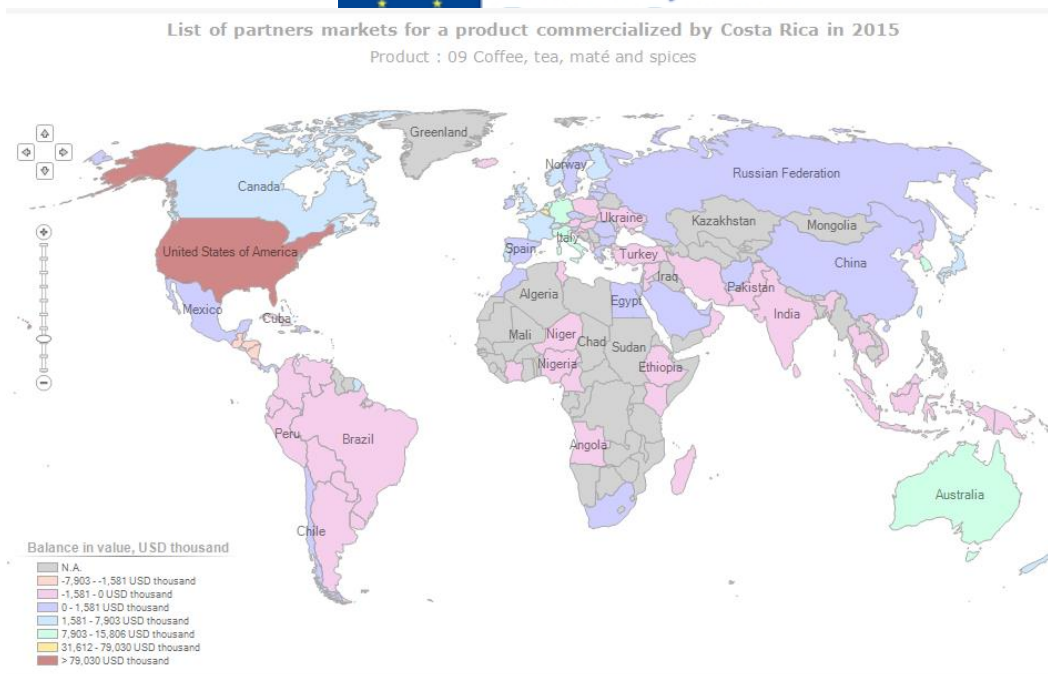 List of partners markets for a product commercialized by Costa Rica in 2015
Product : 09 Coffee, tea, maté and spices
Greenland
Norway
Russian Federation
Canada
Ukraine
Kazakhstan
Mongolia
United States of America
Italy
Spain
Turkey
China
Iraq
Pakistan
Algeria
Egypt
Mexico
Cuba
India
Mali
Niger
Chad
Sudan
Nigeria
Ethiopia
Peru
Brazil
Angola
Australia
Chile
Balance in value, USD thousand
N.A.
-7,903 - -1,581 USD thousand
-1,581 - 0 USD thousand
0 - 1,581 USD thousand
1,581 - 7,903 USD thousand
7,903 - 15,806 USD thousand
31,612 - 79,030 USD thousand
> 79,030 USD thousand